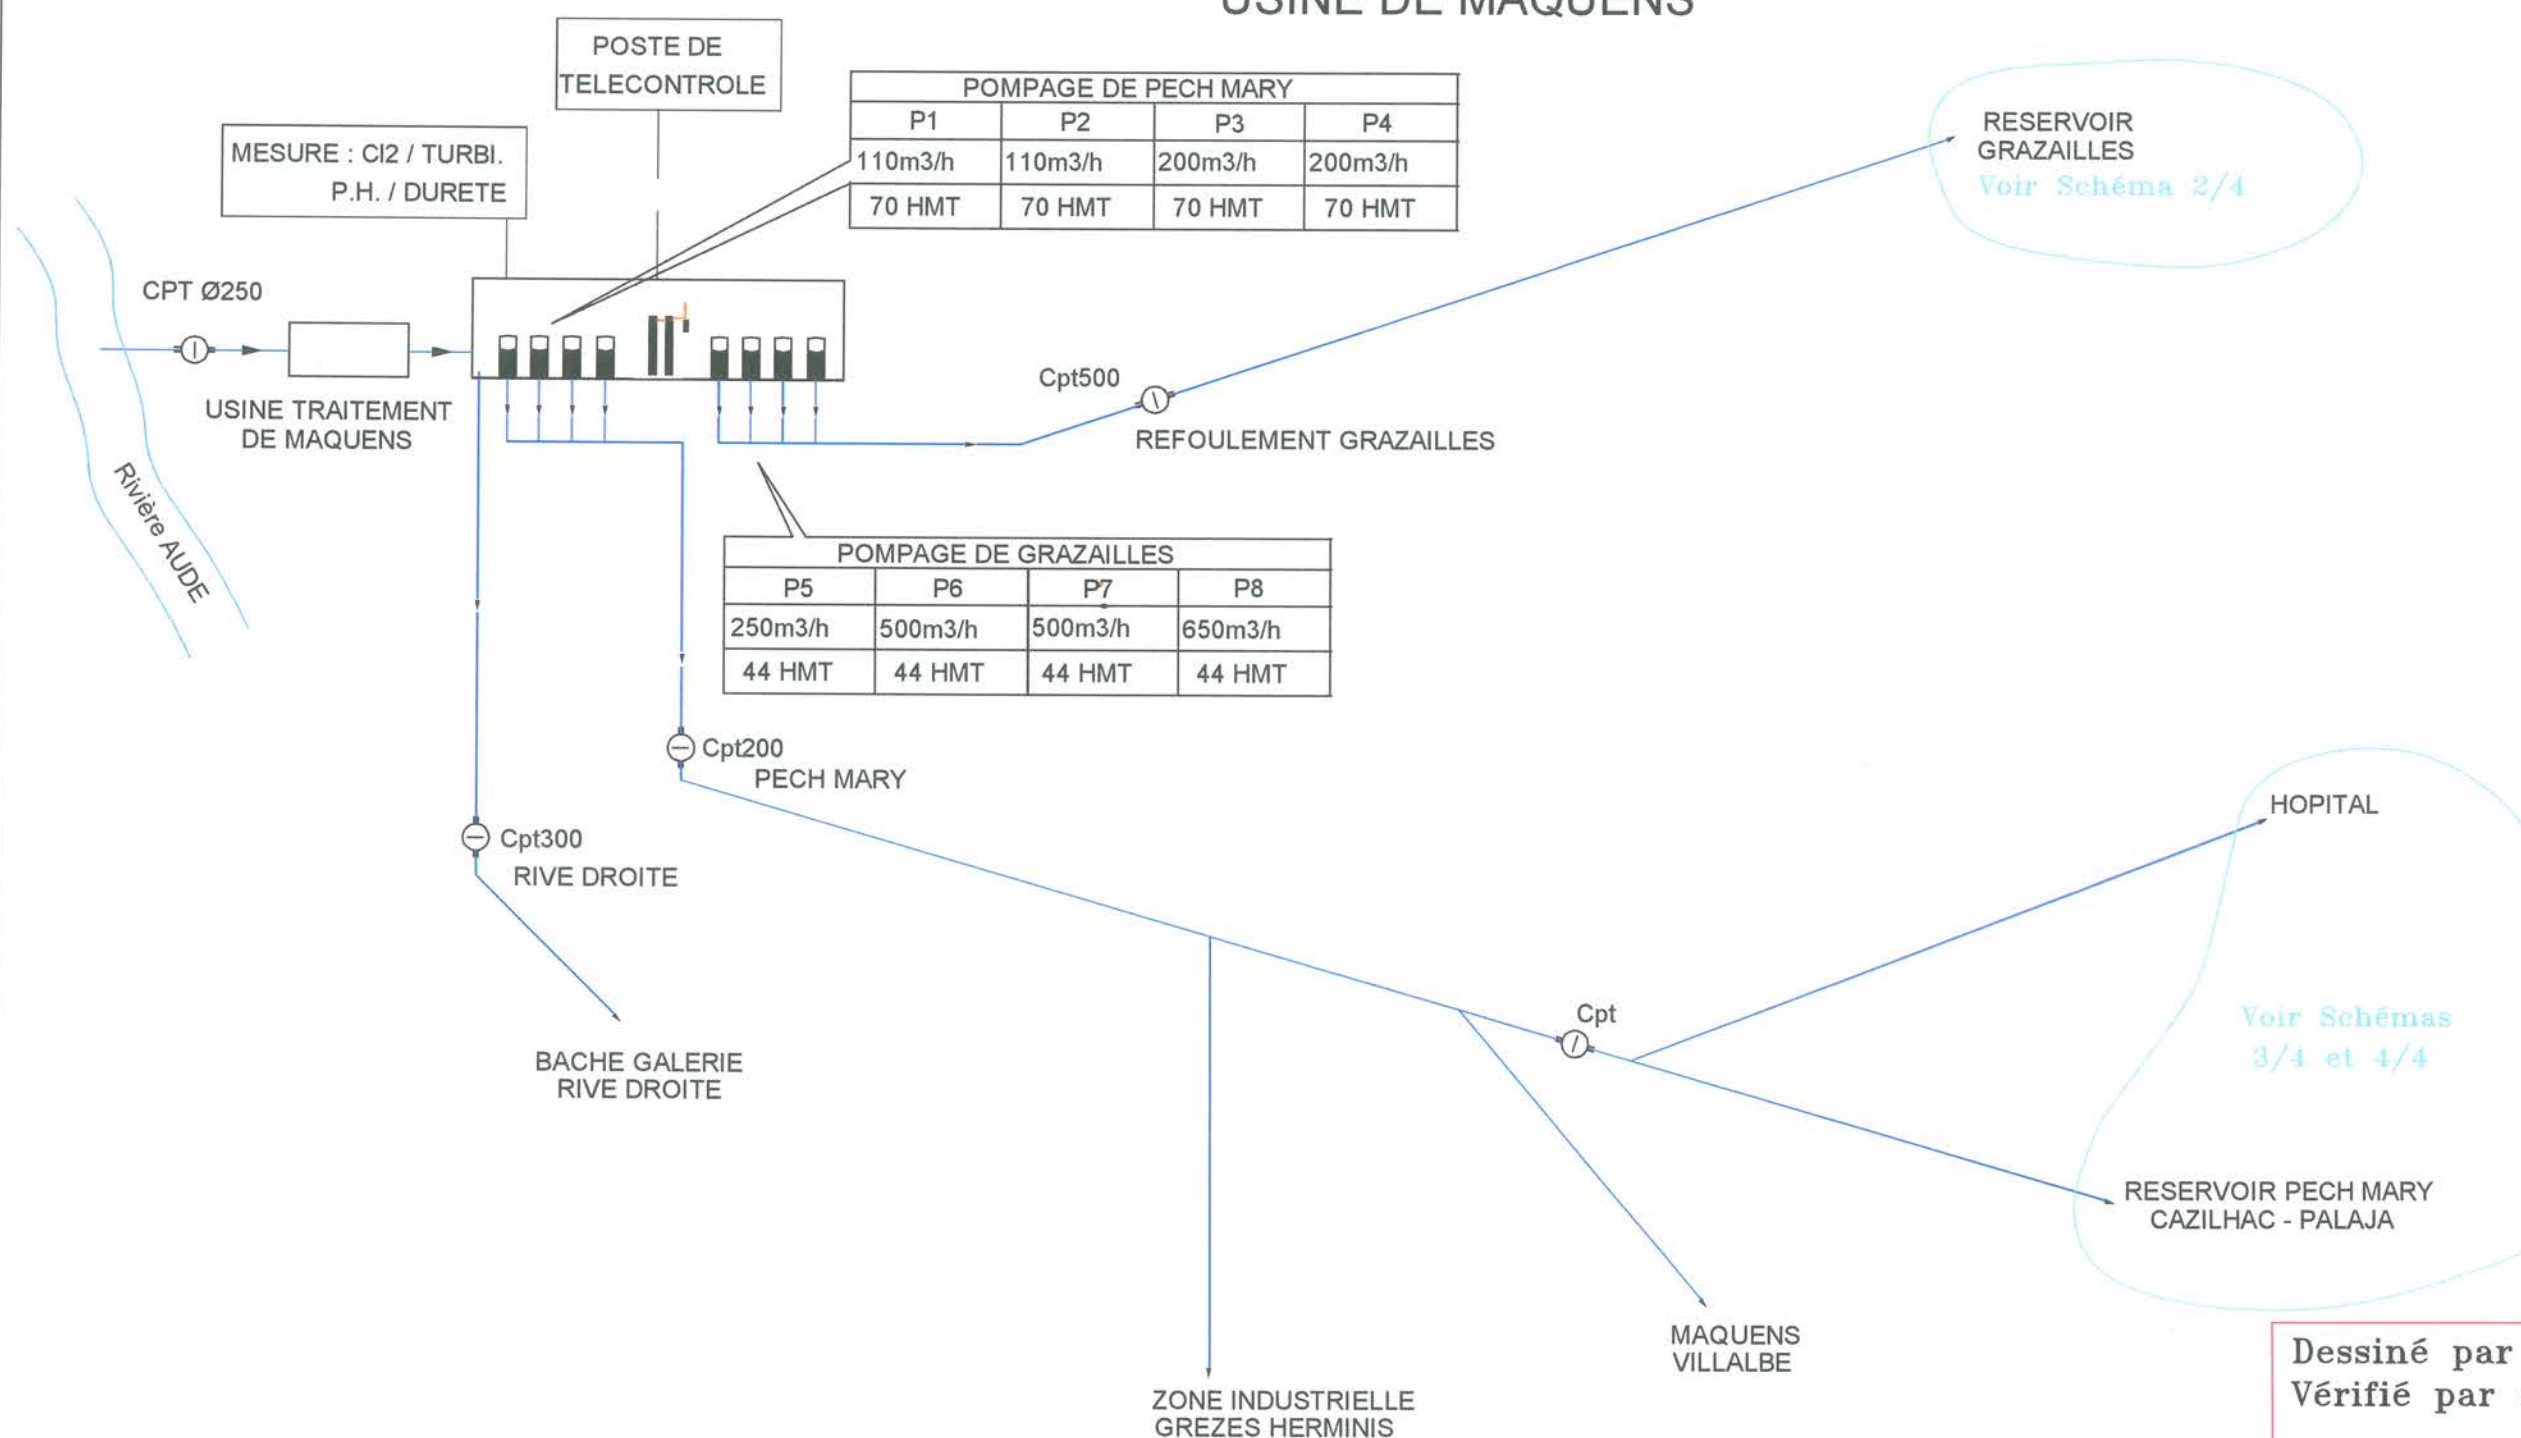 USINE DE MAQUENS
POSTE DE
TELECONTROLE
MESURE : Cl2 / TURBI.
P.H. / DURETE
POMPAGE DE PECH MARY
P1 P2 P3 P4
110m3/h 110m3/h 200m3/h 200m3/h
70 HMT 70 HMT 70 HMT 70 HMT
RESERVOIR
GRAZAILLES
Voir Schéma 2/4
CPT Ø250
USINE TRAITEMENT
DE MAQUENS
Rivière AUDE
Cpt500
REFOULEMENT GRAZAILLES
POMPAGE DE GRAZAILLES
P5 P6 P7 P8
250m3/h 500m3/h 500m3/h 650m3/h
44 HMT 44 HMT 44 HMT 44 HMT
Cpt200
PECH MARY
Cpt300
RIVE DROITE
BACHE GALERIE
RIVE DROITE
HOPITAL
Cpt
Voir Schémas
3/4 et 4/4
RESERVOIR PECH MARY
CAZILHAC - PALAJA
MAQUENS
VILLALBE
ZONE INDUSTRIELLE
GREZES HERMINIS
Dessiné par
Vérifié par